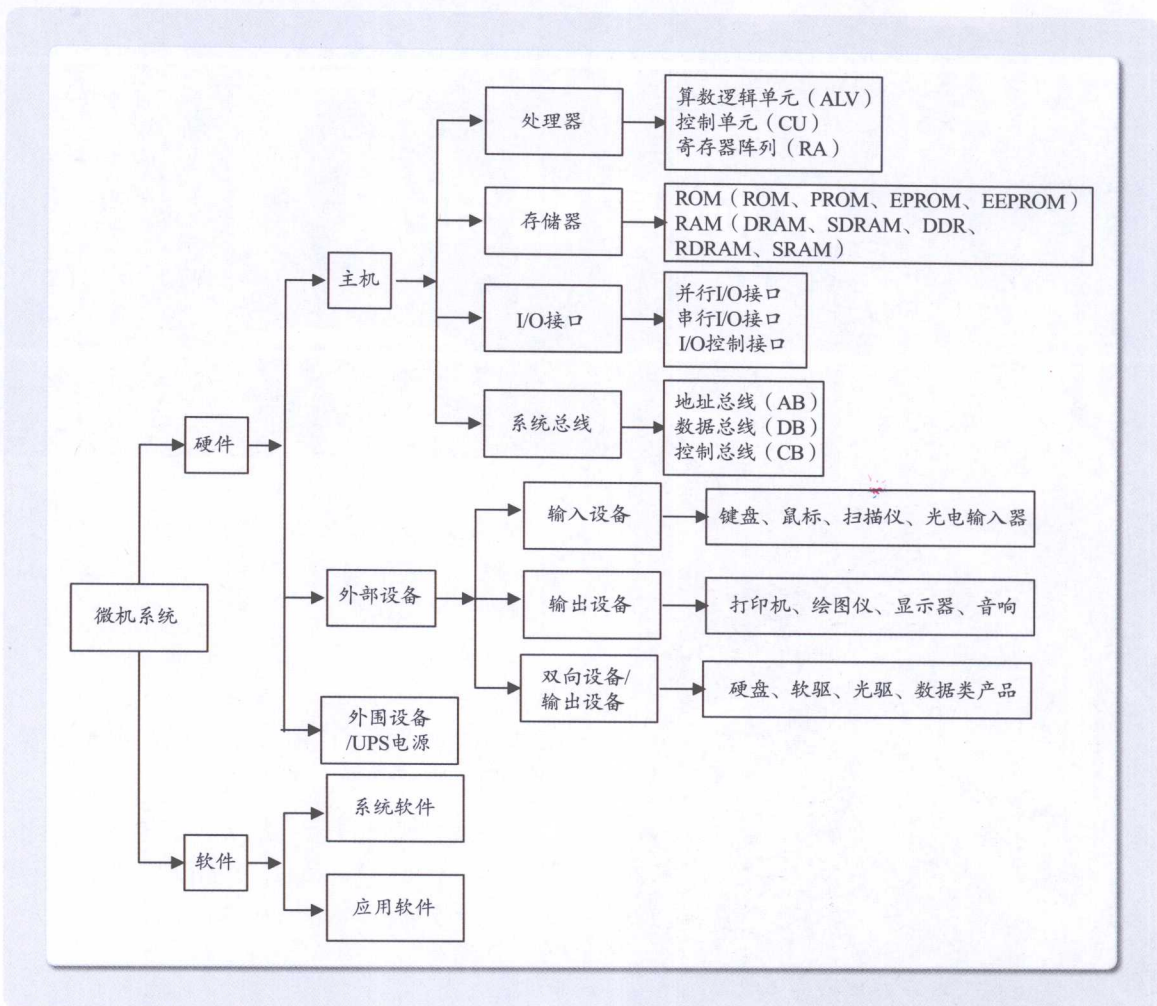 处理器
算数逻辑单元（ALV）
控制单元（CU）
寄存器阵列（RA）
存储器
ROM（ROM、PROM、EPROM、EEPROM）
RAM（DRAM、SDRAM、DDR、
RDRAM、SRAM）
主机
I/O接口
并行I/O接口
串行I/O接口
I/O控制接口
系统总线
地址总线（AB）
数据总线（DB）
控制总线（CB）
硬件
输入设备
键盘、鼠标、扫描仪、光电输入器
微机系统
外部设备
输出设备
打印机、绘图仪、显示器、音响
双向设备/
输出设备
硬盘、软驱、光驱、数据类产品
外围设备
/UPS电源
系统软件
软件
应用软件